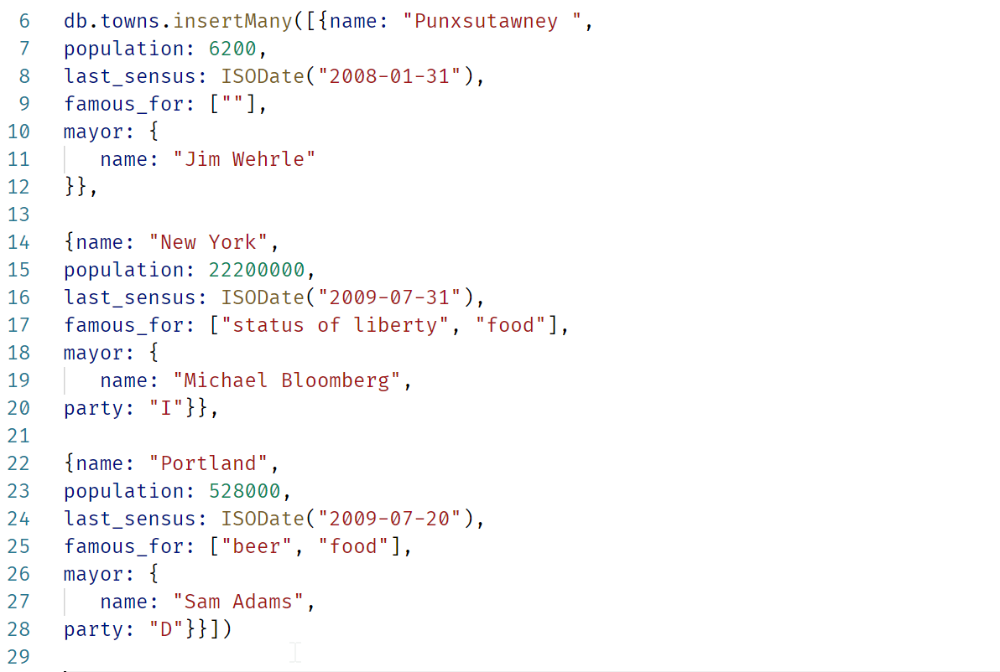 6 db.towns.insertMany([{name: "Punxsutawney ",
7 population: 6200,
8 last_sensus: ISODate("2008-01-31"),
9 famous_for: [""],
10 mayor: {
11 name: "Jim Wehrle"
12 }},
13
14 {name: "New York",
15 population: 22200000,
16 last_sensus: ISODate("2009-07-31"),
17 famous_for: ["status of liberty", "food"],
18 mayor: {
19 name: "Michael Bloomberg",
20 party: "I"}},
21
22 {name: "Portland",
23 population: 528000,
24 last_sensus: ISODate("2009-07-20"),
25 famous_for: ["beer", "food"],
26 mayor: {
27 name: "Sam Adams",
28 party: "D"}}])
29